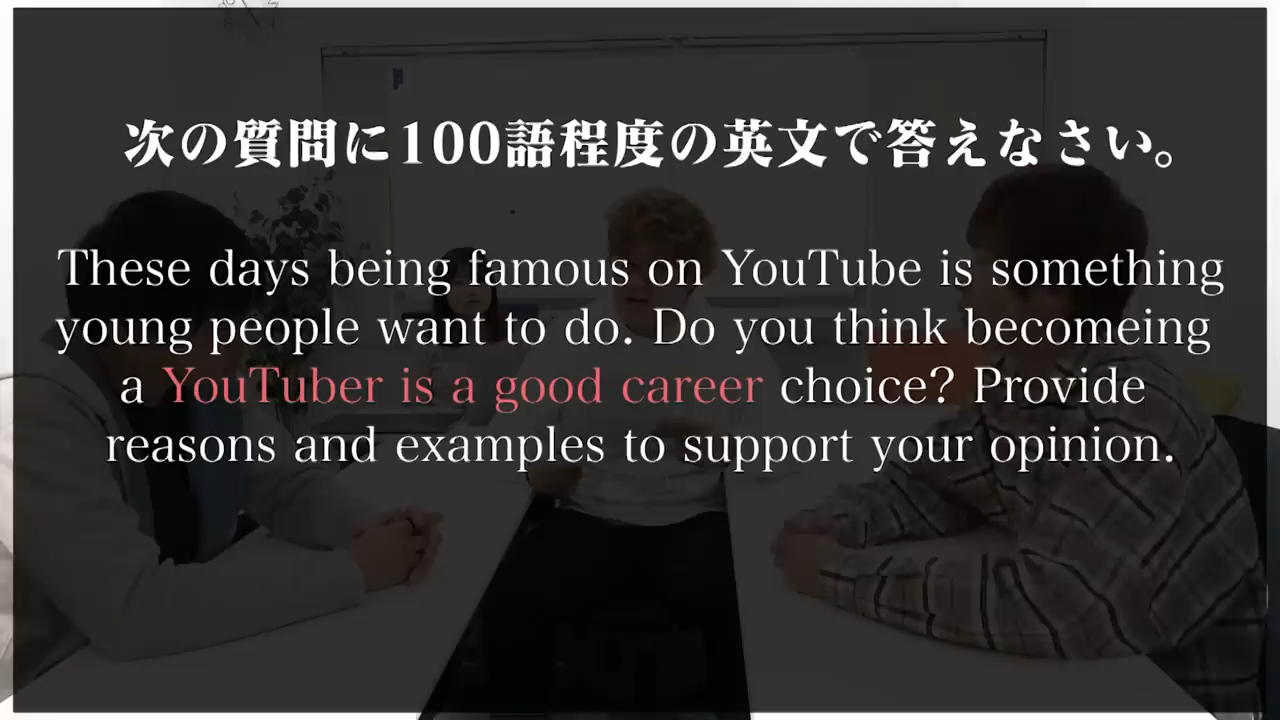 次の質問に100語程度の英文で答えなさい。
These days being famous on YouTube is something
young people want to do. Do you think becomeing
a YouTuber is a good career choice? Provide
reasons and examples to support your opinion.